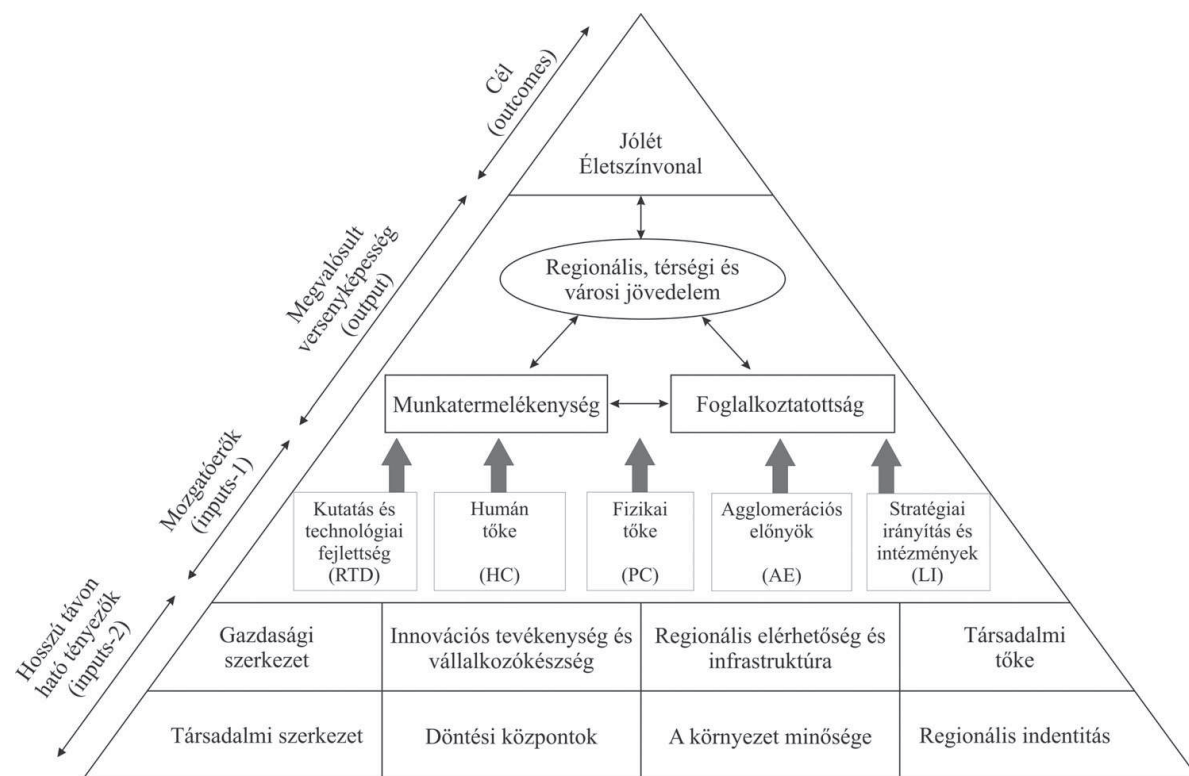 Cél
(outcomes)
Jólét
Életszínvonal
Megvalósult
versenyképesség
(output)
Regionális, térségi és
városi jövedelem
Munkatermelékenység
Foglalkoztatottság
Mozgatóerők
(inputs-1)
Kutatás és
technológiai
fejlettség
(RTD)
Humán
tőke
(HC)
Fizikai
tőke
(PC)
Agglomerációs
előnyök
(AE)
Stratégiai
irányítás és
intézmények
(LI)
Hosszú távon
ható tényezők
(inputs-2)
Gazdasági
szerkezet
Innovációs tevékenység és
vállalkozókészség
Regionális elérhetőség és
infrastruktúra
Társadalmi
tőke
Társadalmi szerkezet
Döntési központok
A környezet minősége
Regionális indentitás